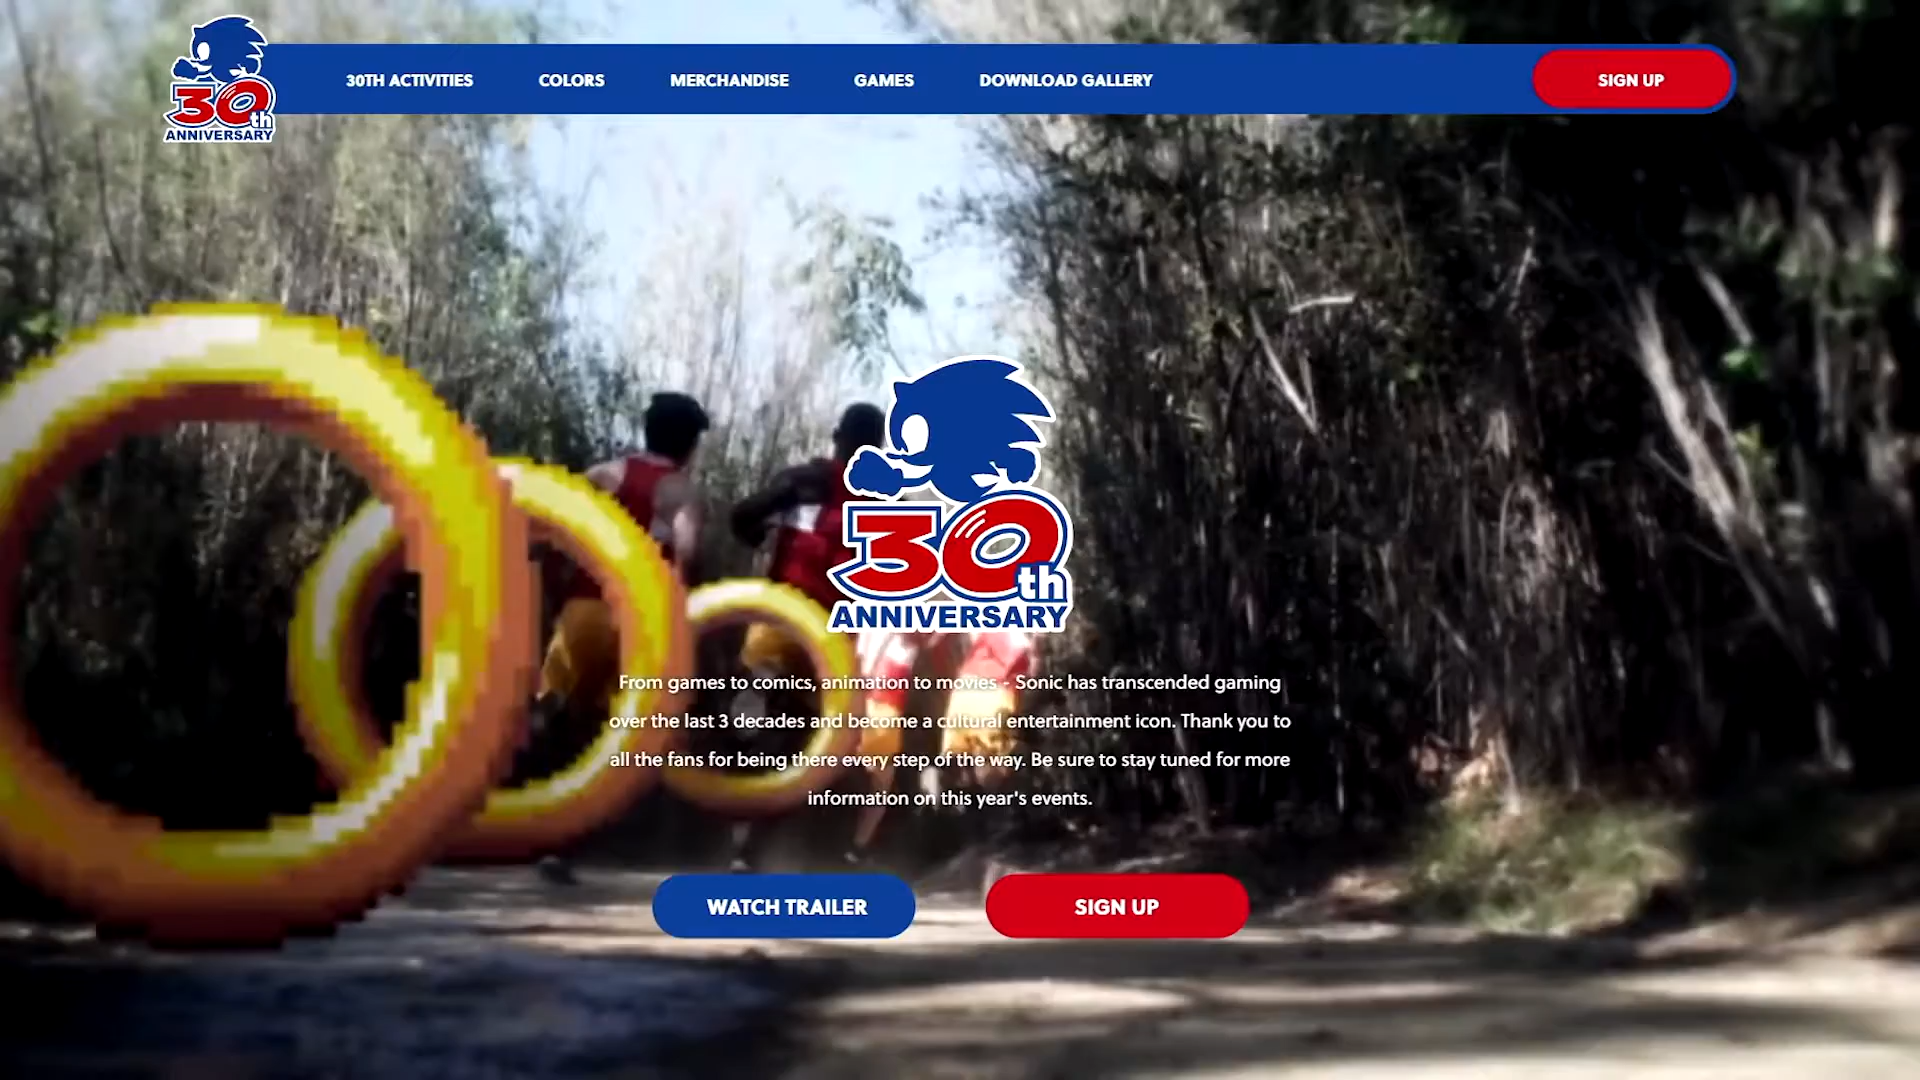 30th
ANNIVERSARY
30TH ACTIVITIES
COLORS
MERCHANDISE
GAMES
DOWNLOAD GALLERY
SIGN UP
30th
ANNIVERSARY
From games to comics, animation to movies - Sonic has transcended gaming
over the last 3 decades and become a cultural entertainment icon. Thank you to
all the fans for being there every step of the way. Be sure to stay tuned for more
information on this year's events.
WATCH TRAILER
SIGN UP